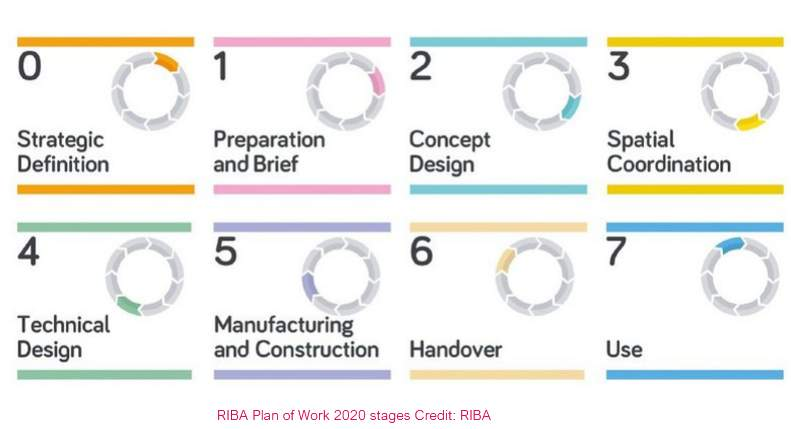 0
Strategic
Definition
1
Preparation
and Brief
2
Concept
Design
3
Spatial
Coordination
4
Technical
Design
5
Manufacturing
and Construction
6
Handover
7
Use
RIBA Plan of Work 2020 stages Credit: RIBA